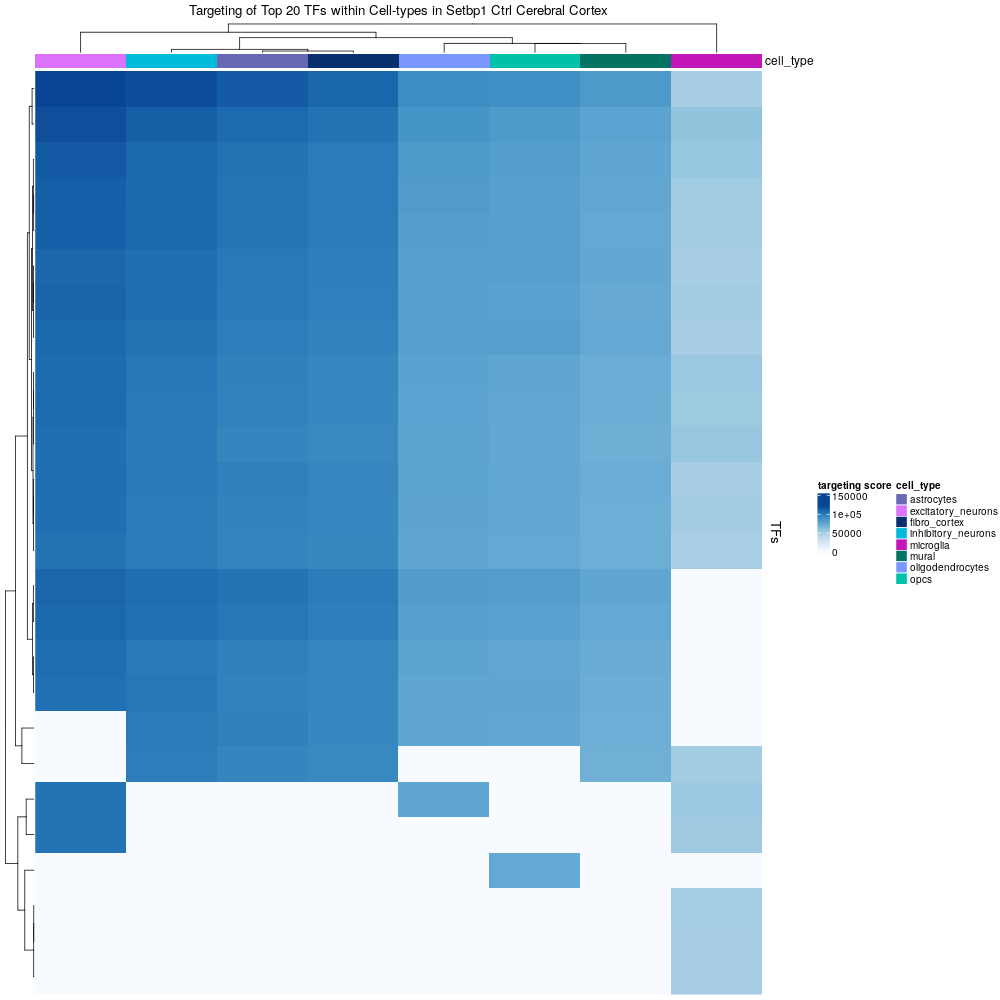 Targeting of Top 20 TFs within Cell-types in Setbp1 Ctrl Cerebral Cortex
cell_type
TFs
targeting score
150000
1e+05
50000
0
cell_type
astrocytes
excitatory_neurons
fibro_cortex
inhibitory_neurons
microglia
mural
oligodendrocytes
opcs